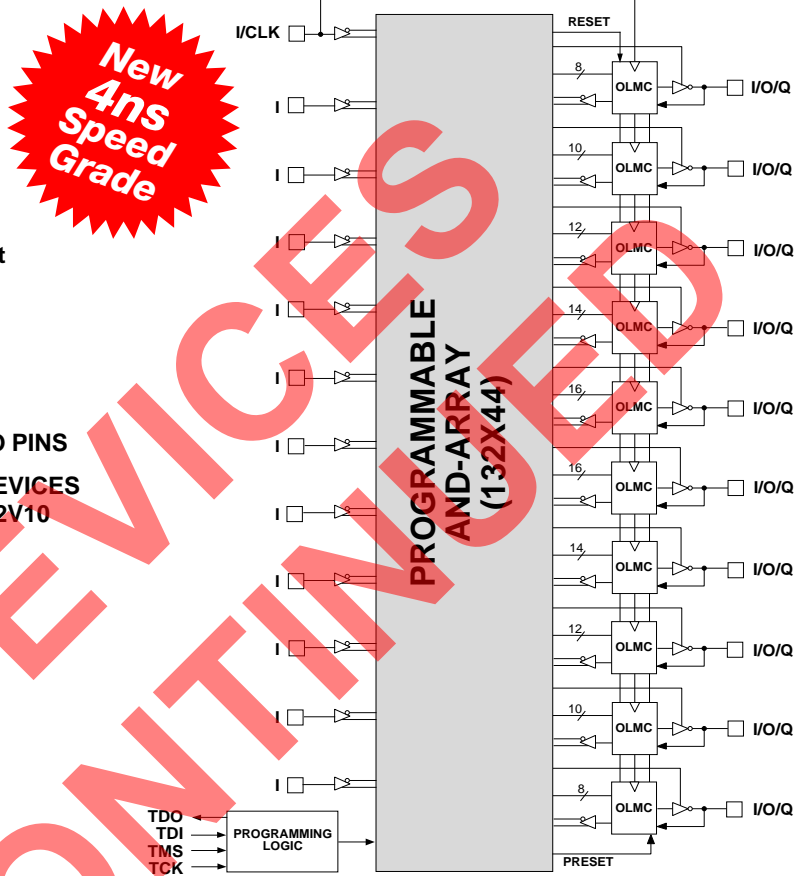 New
4ns
Speed
Grade
t
O PINS
EVICES
2V10
I/CLK
I
I
I
I
I
I
I
I
I
I
I
PROGRAMMABLE
AND-ARRAY
(132X44)
RESET
8
OLMC
I/O/Q
10
OLMC
I/O/Q
12
OLMC
I/O/Q
14
OLMC
I/O/Q
16
OLMC
I/O/Q
16
OLMC
I/O/Q
14
OLMC
I/O/Q
12
OLMC
I/O/Q
10
OLMC
I/O/Q
8
OLMC
I/O/Q
PRESET
TDO
TDI
TMS
TCK
PROGRAMMING
LOGIC
EVICES
ONTINUED